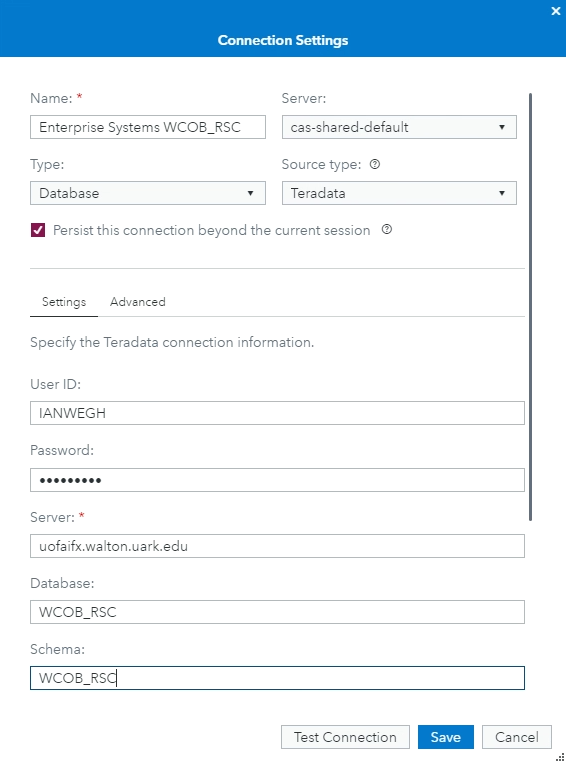 Connection Settings
Name: * Server:
Enterprise Systems WCOB_RSC cas-shared-default
Type: Source type:
Database Teradata
Persist this connection beyond the current session
Settings Advanced
Specify the Teradata connection information.
User ID:
IANWEGH
Password:
•••••••••
Server: *
uofaifx.walton.uark.edu
Database:
WCOB_RSC
Schema:
WCOB_RSC
Test Connection Save Cancel